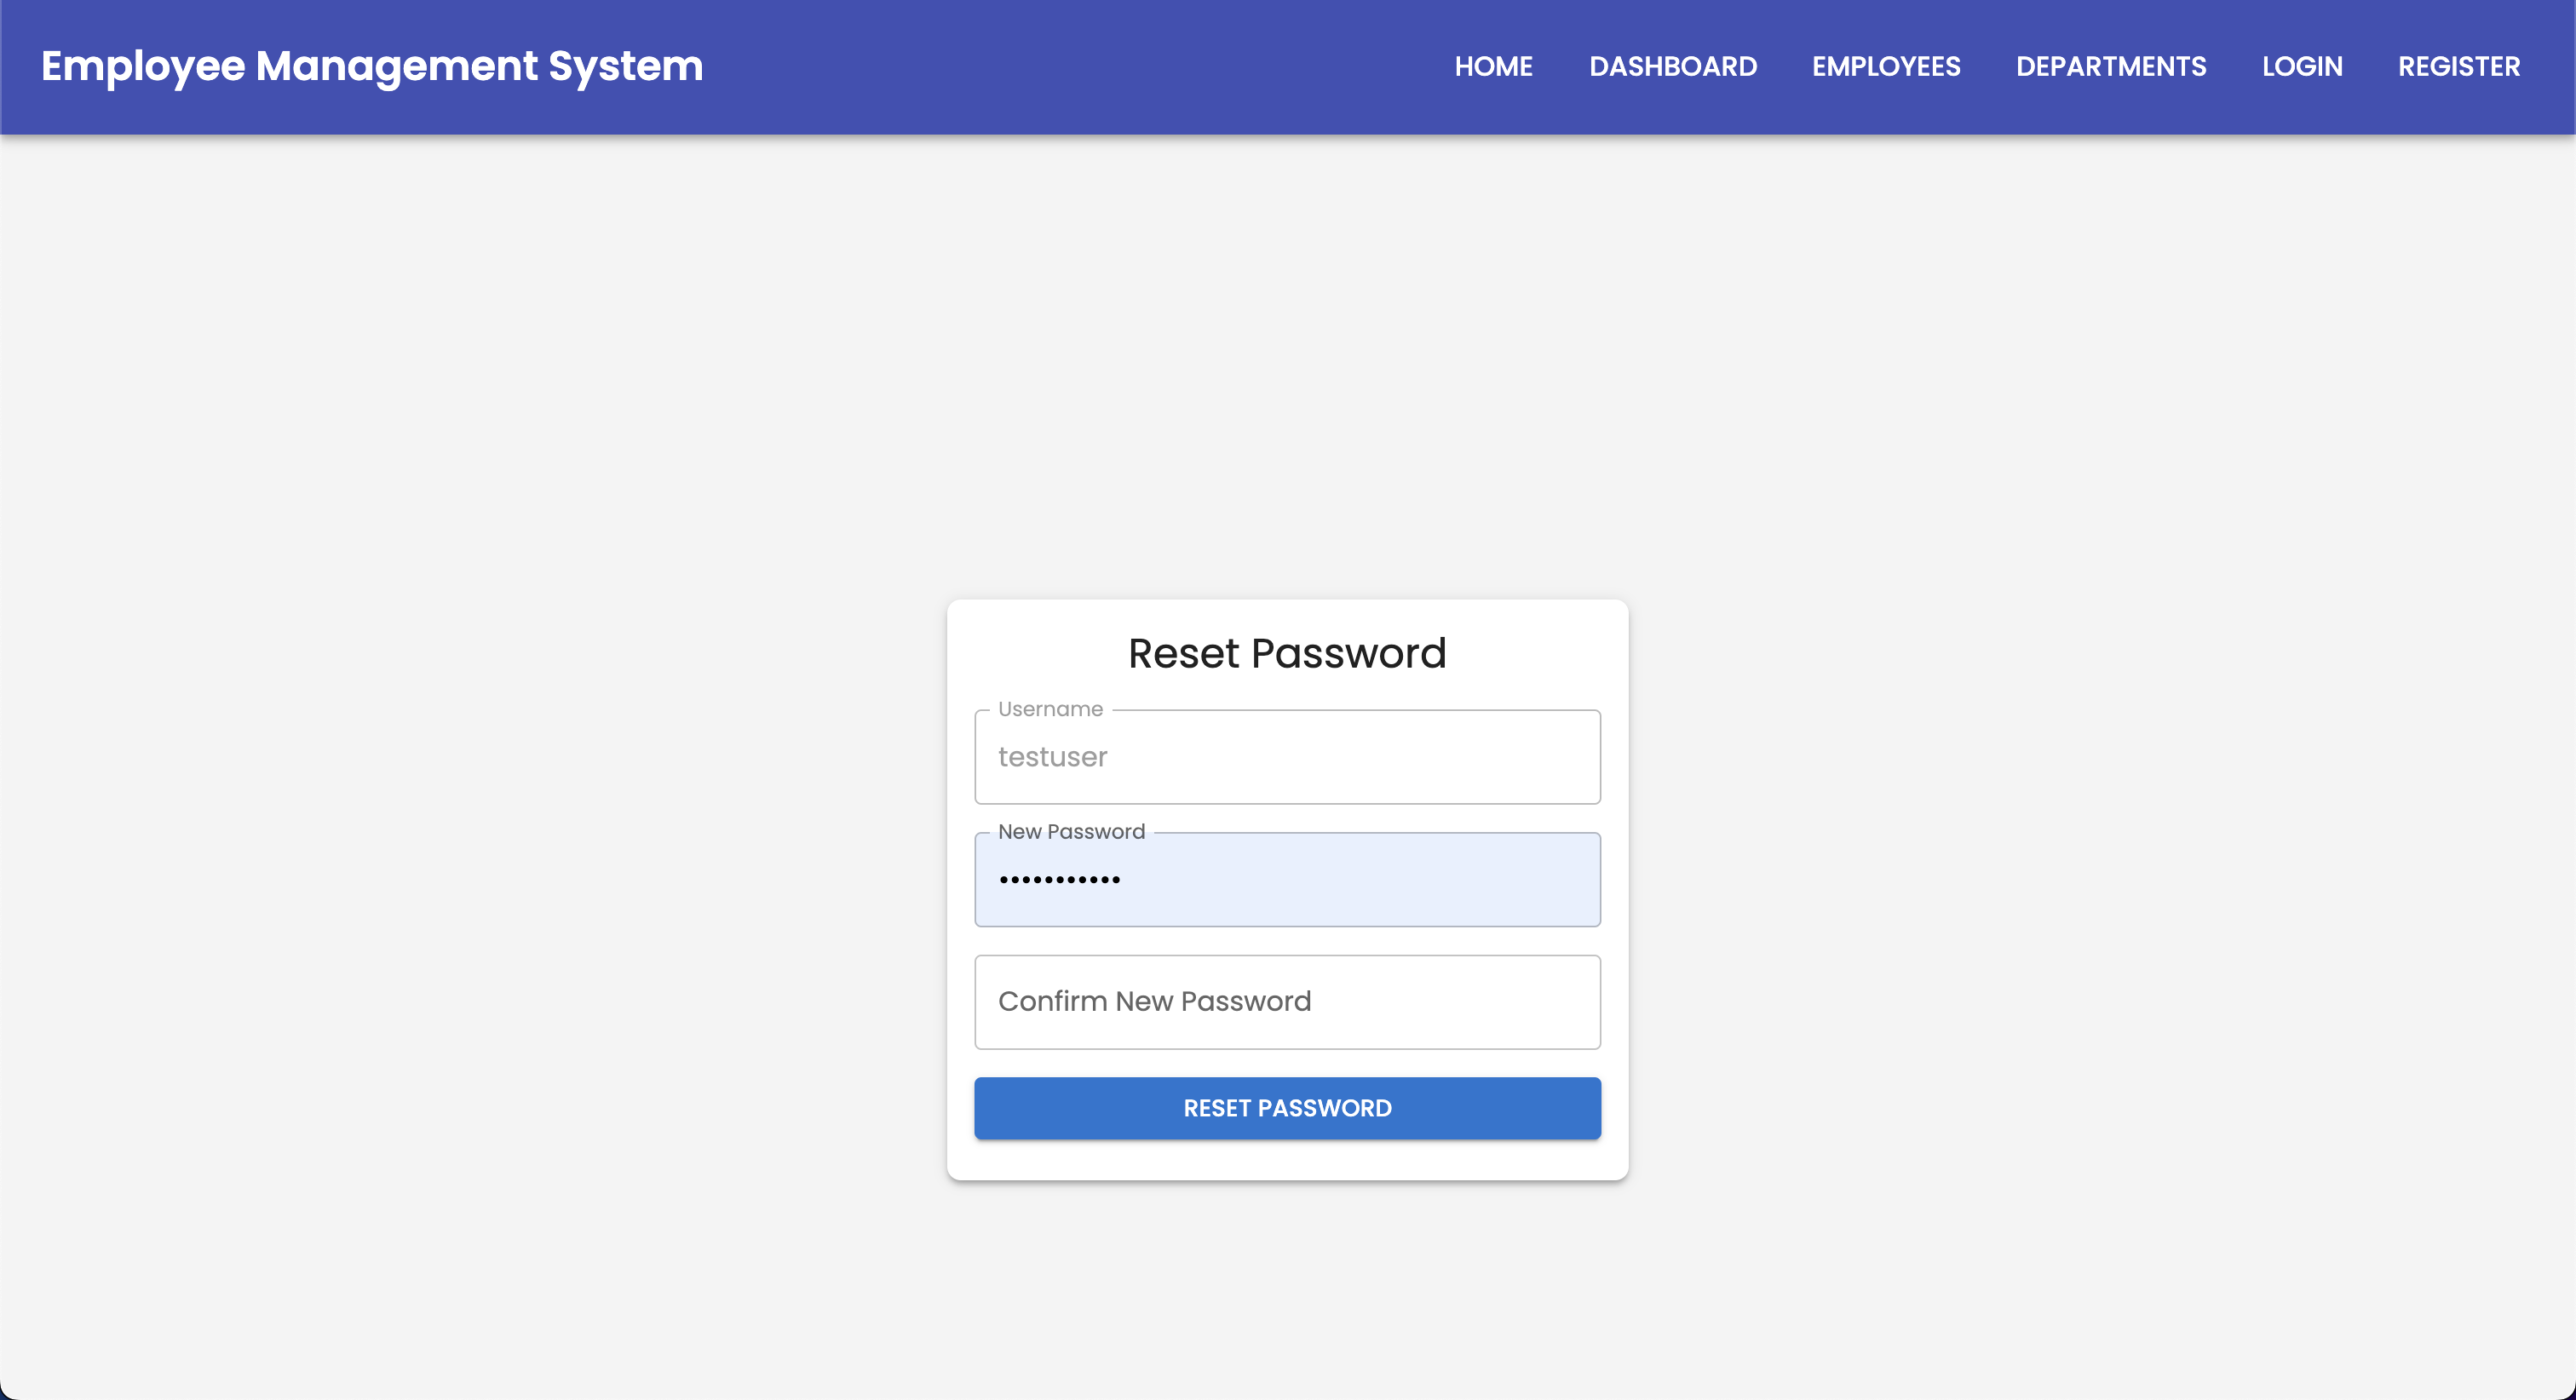 Employee Management System
HOME DASHBOARD EMPLOYEES DEPARTMENTS LOGIN REGISTER
Reset Password
Username
testuser
New Password
•••••••••••
Confirm New Password
RESET PASSWORD